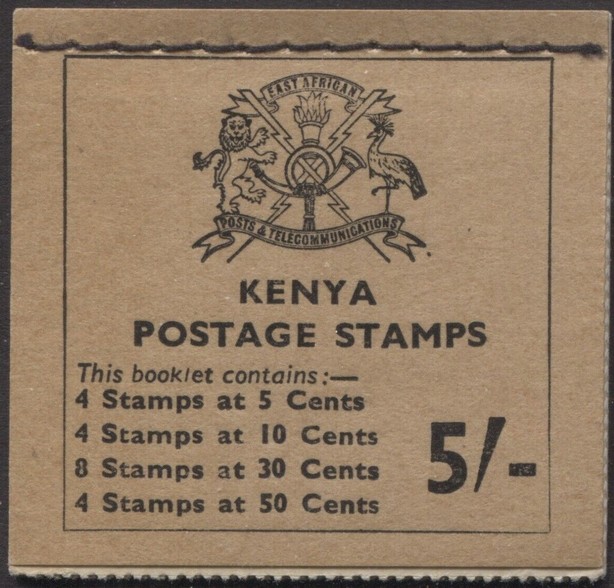 EAST AFRICAN
POSTS & TELECOMMUNICATIONS
KENYA
POSTAGE STAMPS
This booklet contains:—
4 Stamps at 5 Cents
4 Stamps at 10 Cents
8 Stamps at 30 Cents
4 Stamps at 50 Cents
5/-